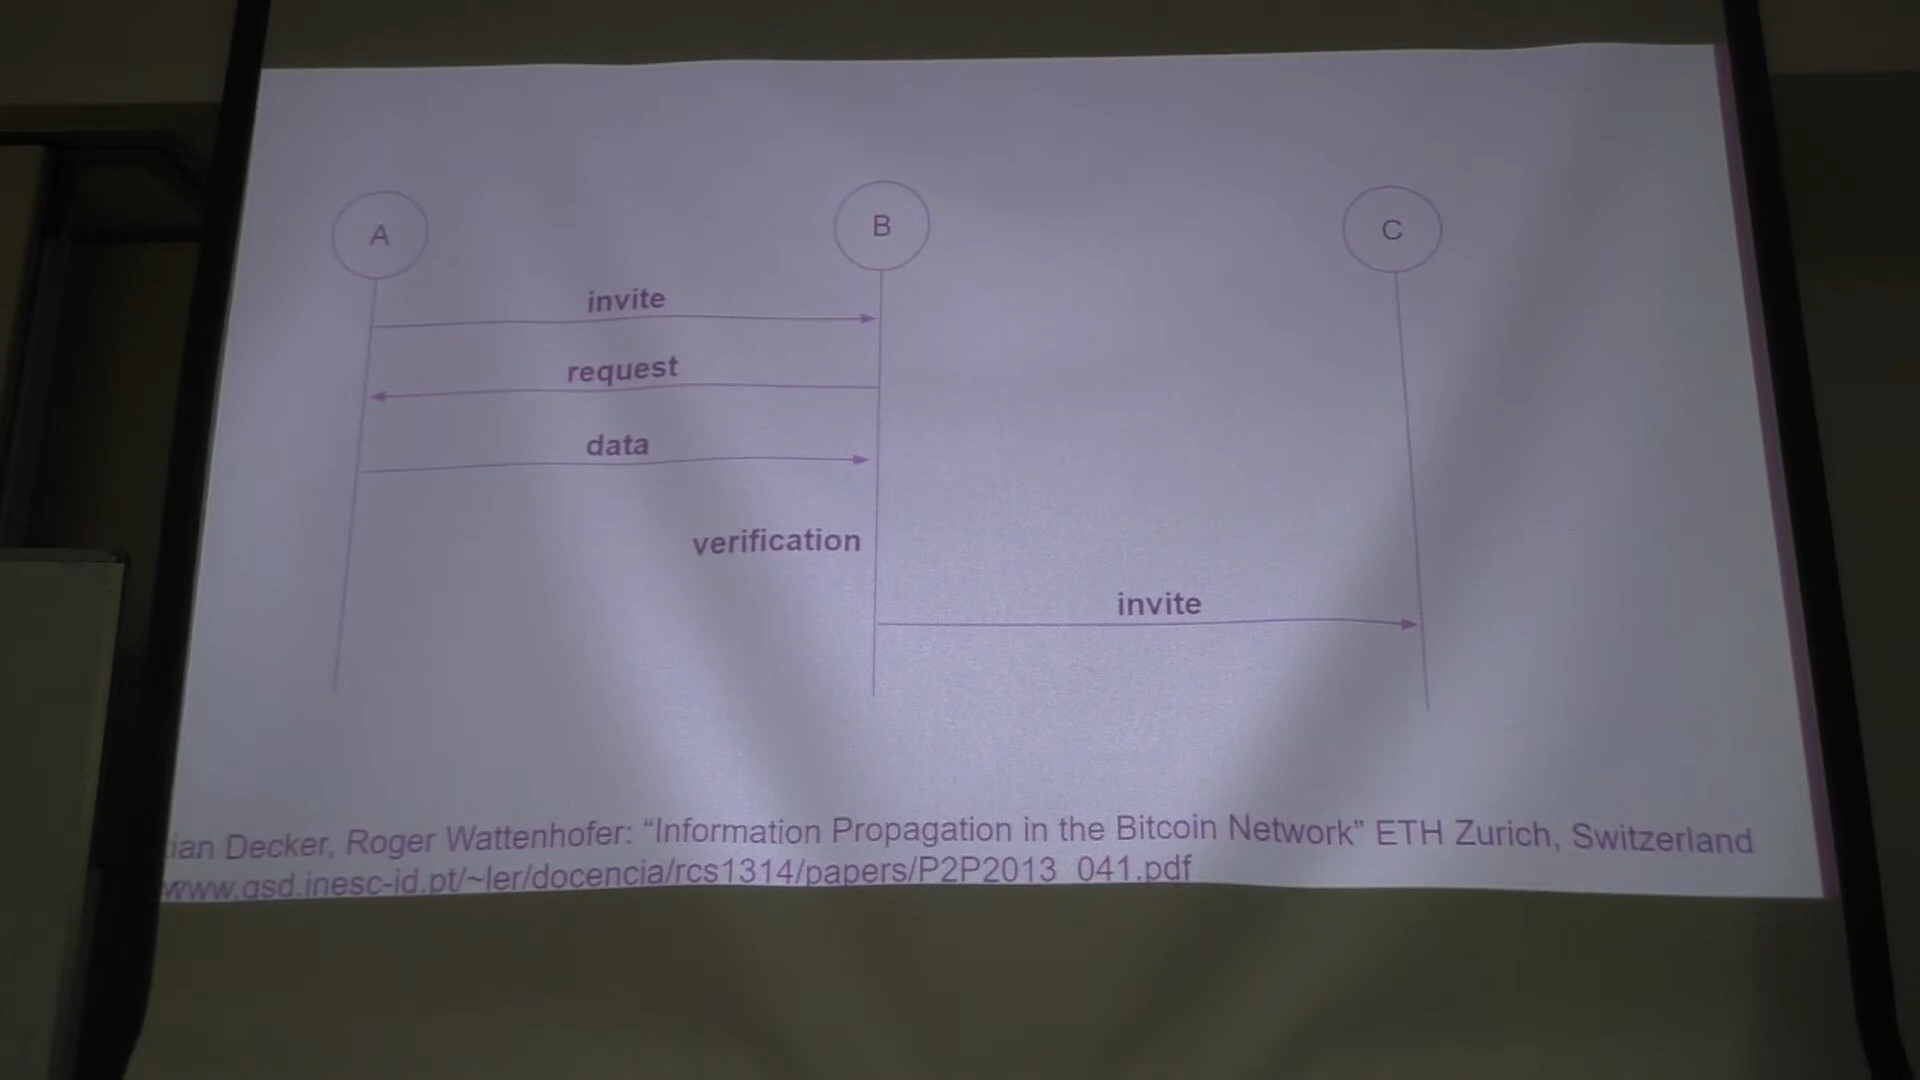 A
B
C
invite
request
data
verification
invite
Decker, Roger Wattenhofer: “Information Propagation in the Bitcoin Network” ETH Zurich, Switzerland
www.gsd.inesc-id.pt/~ler/docencia/rcs1314/papers/P2P2013_041.pdf